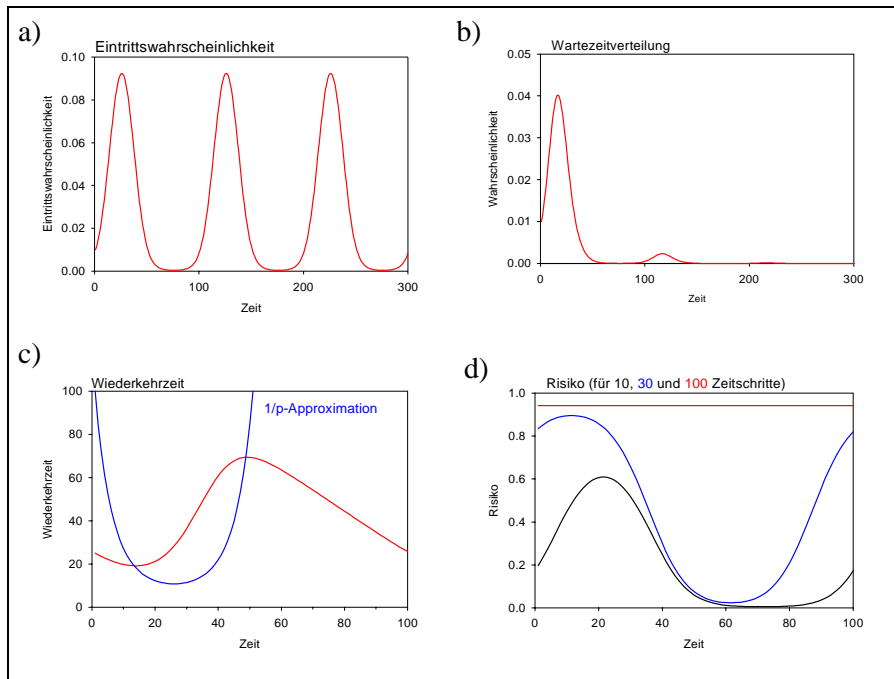 a)
Eintrittswahrscheinlichkeit
0.10
0.08
0.06
0.04
0.02
0.00
Eintrittswahrscheinlichkeit
0
100
200
300
Zeit
b)
Wartezeitverteilung
0.05
0.04
0.03
0.02
0.01
0.00
Wahrscheinlichkeit
0
100
200
300
Zeit
c)
Wiederkehrzeit
100
80
60
40
20
0
Wiederkehrzeit
1/p-Approximation
0
20
40
60
80
100
Zeit
d)
Risiko (für 10, 30 und 100 Zeitschritte)
1.0
0.8
0.6
0.4
0.2
0.0
Risiko
0
20
40
60
80
100
Zeit